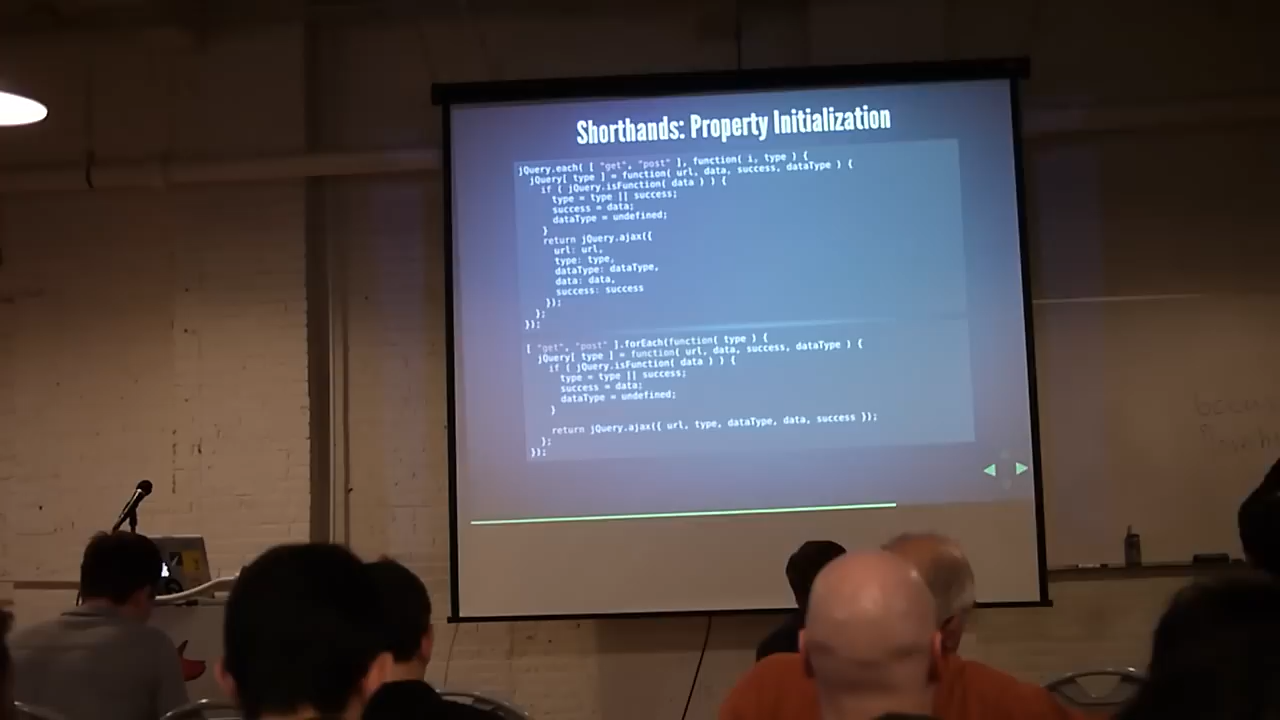 Shorthands: Property Initialization
jQuery.each( [ "get", "post" ], function( i, type ) {
jQuery[ type ] = function( url, data, success, dataType ) {
if ( jQuery.isFunction( data ) ) {
type = type || success;
success = data;
dataType = undefined;
}
return jQuery.ajax({
url: url,
type: type,
dataType: dataType,
data: data,
success: success
});
};
});
[ "get", "post" ].forEach(function( type ) {
jQuery[ type ] = function( url, data, success, dataType ) {
if ( jQuery.isFunction( data ) ) {
type = type || success;
success = data;
dataType = undefined;
}
return jQuery.ajax({ url, type, dataType, data, success });
};
});